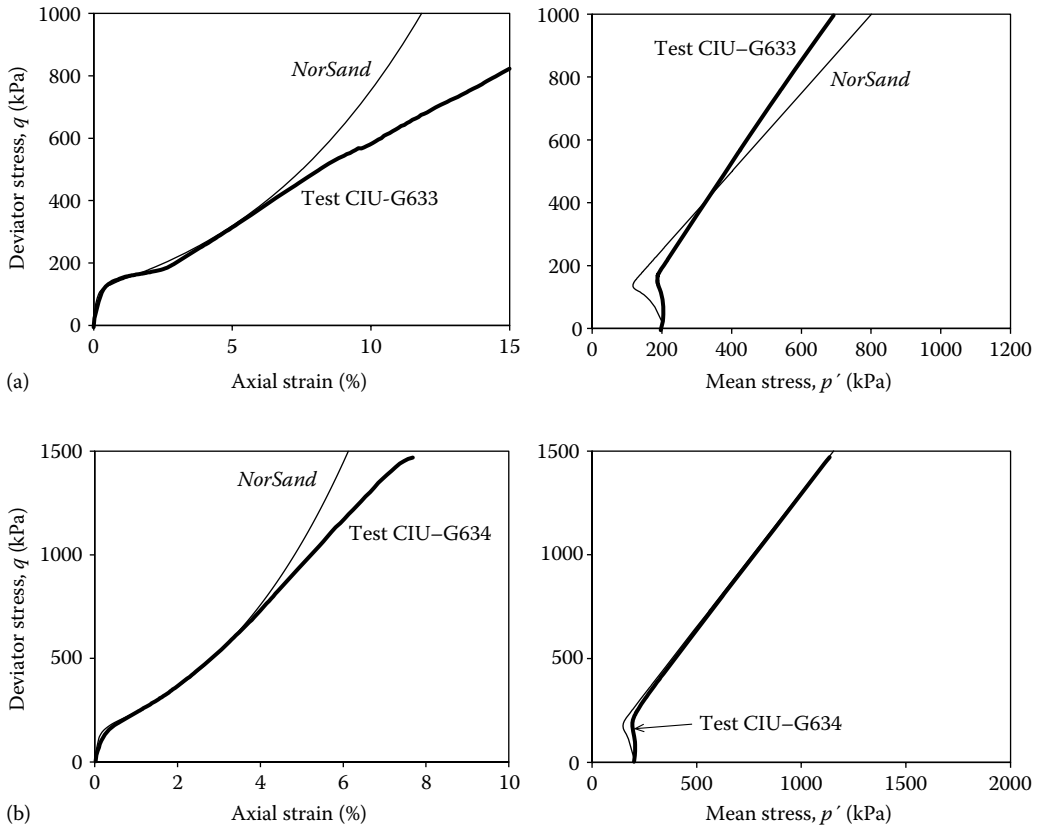 1000
800
600
400
200
0
Deviator stress, q (kPa)
NorSand
Test CIU-G633
0
5
10
15
Axial strain (%)
(a)
1000
800
600
400
200
0
Test CIU–G633
NorSand
0
200
400
600
800
1000
1200
Mean stress, p´ (kPa)
1500
1000
500
0
Deviator stress, q (kPa)
NorSand
Test CIU–G634
0
2
4
6
8
10
Axial strain (%)
(b)
1500
1000
500
0
Test CIU–G634
0
500
1000
1500
2000
Mean stress, p´ (kPa)